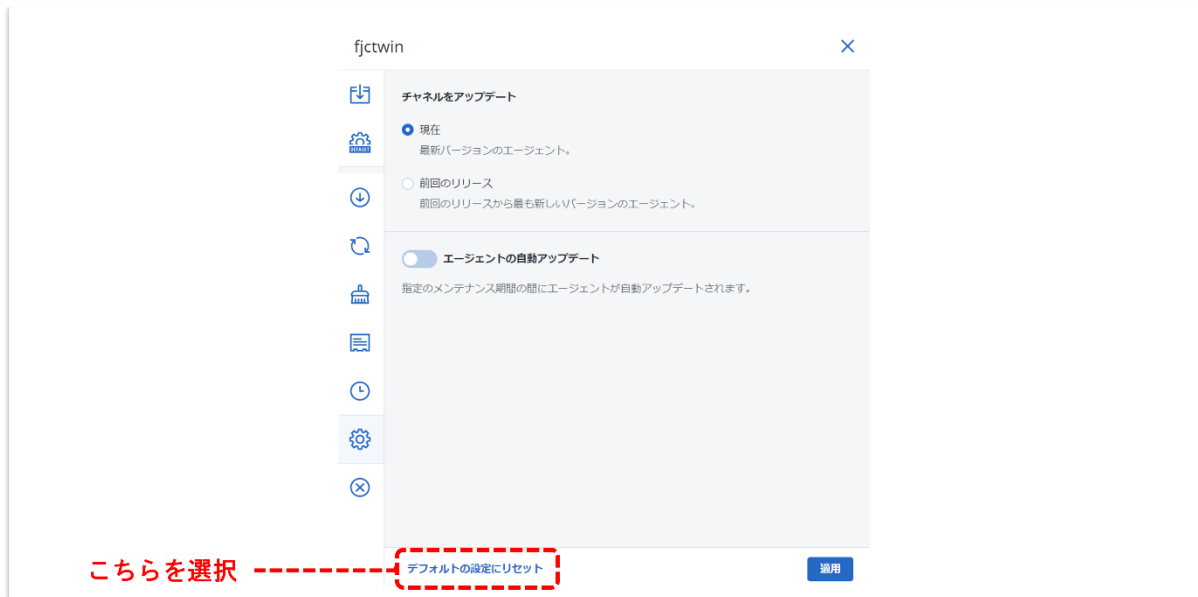 fjctwin
チャネルをアップデート
現在
最新バージョンのエージェント。
DEFAULT
前回のリリース
前回のリリースから最も新しいバージョンのエージェント。
エージェントの自動アップデート
指定のメンテナンス期間の間にエージェントが自動アップデートされます。
こちらを選択
デフォルトの設定にリセット
適用